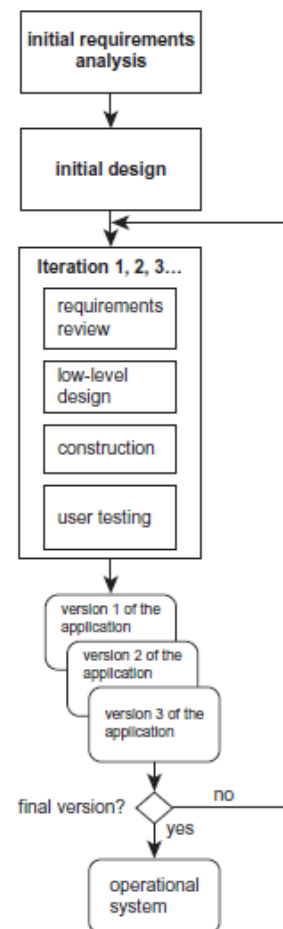 initial requirements
analysis
initial design
Iteration 1, 2, 3...
requirements
review
low-level
design
construction
user testing
version 1 of the
application
version 2 of the
application
version 3 of the
application
final version?
no
yes
operational
system